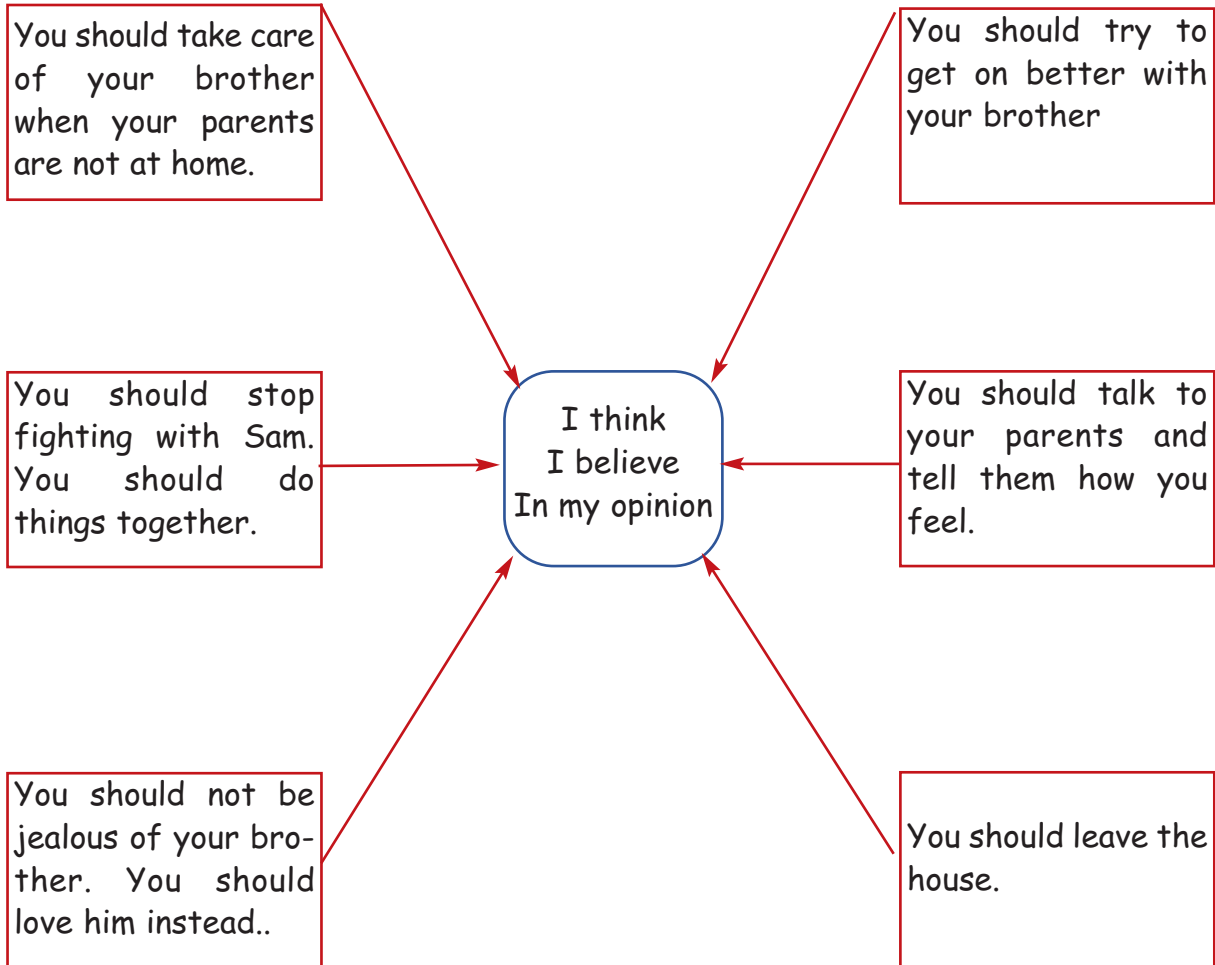 You should take care
of your brother
when your parents
are not at home.
You should try to
get on better with
your brother
You should stop
fighting with Sam.
You should do
things together.
I think
I believe
In my opinion
You should talk to
your parents and
tell them how you
feel.
You should not be
jealous of your bro-
ther. You should
love him instead..
You should leave the
house.